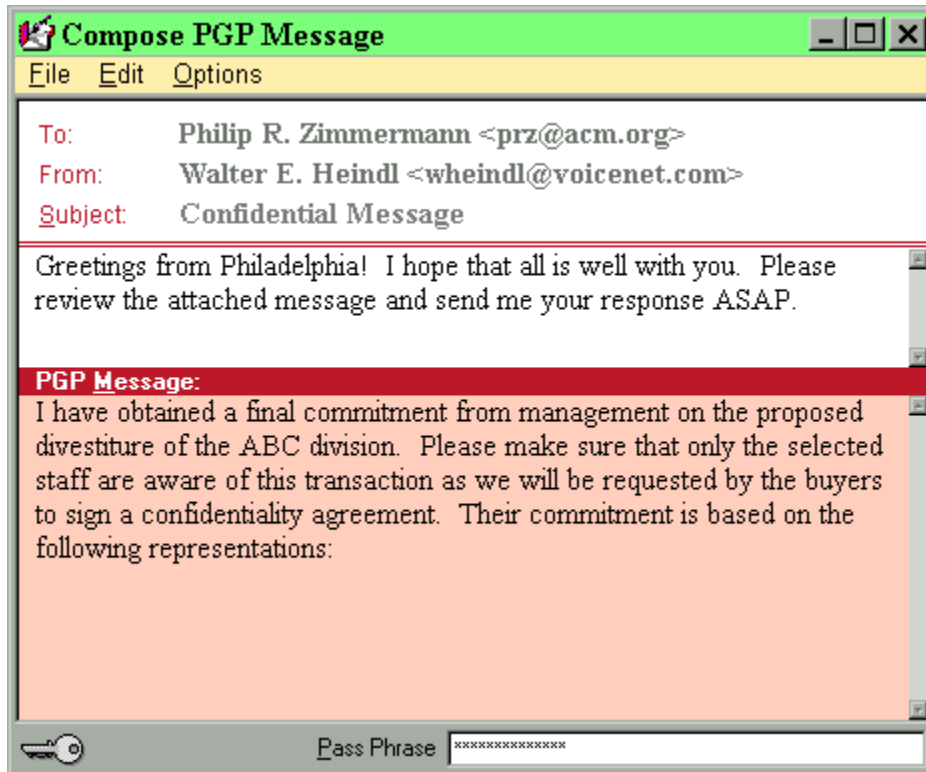 Compose PGP Message
File Edit Options
To: Philip R. Zimmermann <prz@acm.org>
From: Walter E. Heindl <wheindl@voicenet.com>
Subject: Confidential Message
Greetings from Philadelphia! I hope that all is well with you. Please
review the attached message and send me your response ASAP.
PGP Message:
I have obtained a final commitment from management on the proposed
divestiture of the ABC division. Please make sure that only the selected
staff are aware of this transaction as we will be requested by the buyers
to sign a confidentiality agreement. Their commitment is based on the
following representations:
Pass Phrase **************